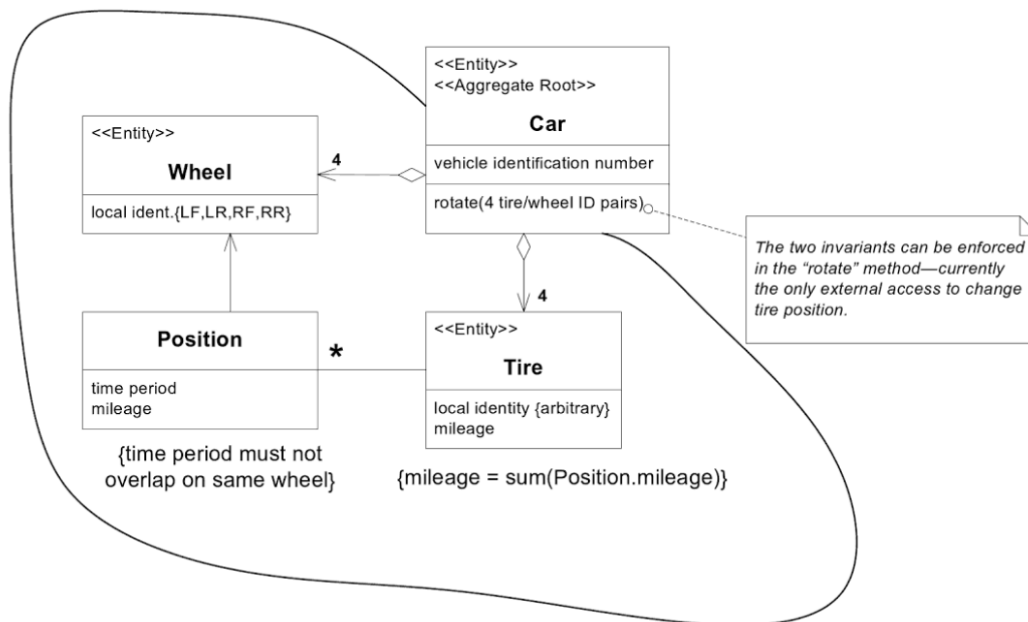 <<Entity>>
<<Aggregate Root>>
Car
vehicle identification number
rotate(4 tire/wheel ID pairs)
<<Entity>>
Wheel
local ident.{LF,LR,RF,RR}
4
The two invariants can be enforced
in the “rotate” method—currently
the only external access to change
tire position.
4
Position
time period
mileage
*
<<Entity>>
Tire
local identity {arbitrary}
mileage
{time period must not
overlap on same wheel}
{mileage = sum(Position.mileage)}